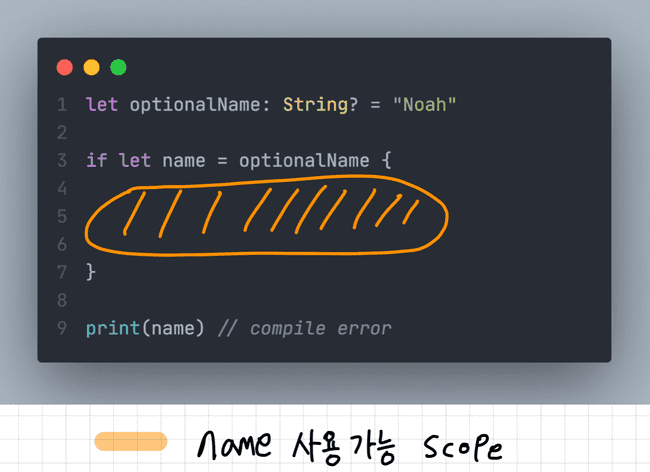 1 let optionalName: String? = "Noah"
2
3 if let name = optionalName {
4
5
6
7 }
8
9 print(name) // compile error
name 사용가능 scope